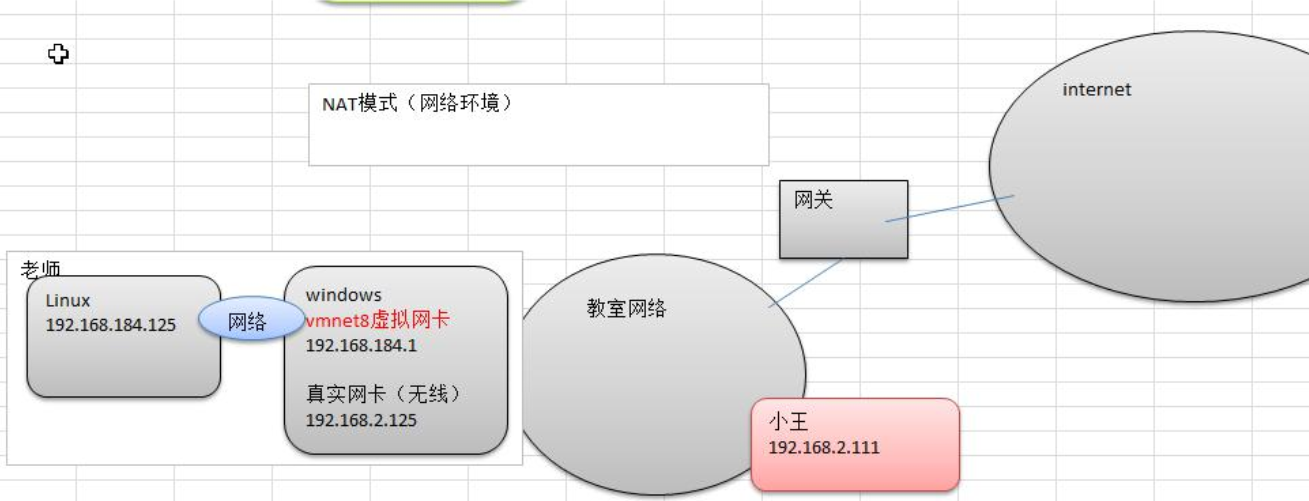 internet
NAT模式（网络环境）
网关
老师
Linux
192.168.184.125
网络
windows
vmnet8虚拟网卡
192.168.184.1
真实网卡（无线）
192.168.2.125
教室网络
小王
192.168.2.111